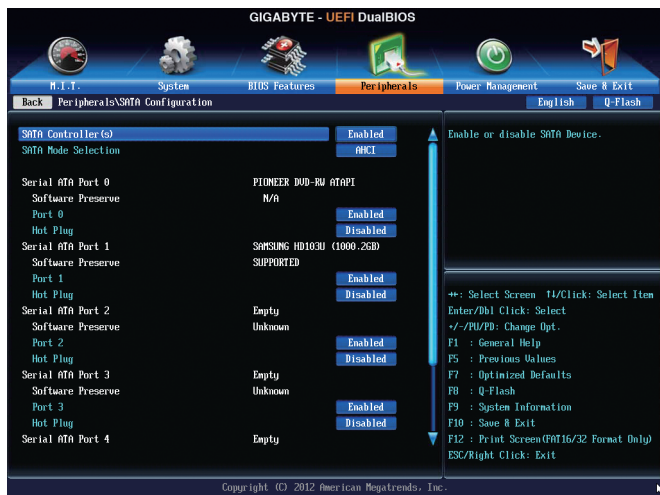 GIGABYTE - UEFI DualBIOS
M.I.T. System BIOS Features Peripherals Power Management Save & Exit
Back Peripherals\SATA Configuration English Q-Flash
SATA Controller(s) Enabled
SATA Mode Selection AHCI
Serial ATA Port 0 PIONEER DVD-RW ATAPI
Software Preserve N/A
Port 0 Enabled
Hot Plug Disabled
Serial ATA Port 1 SAMSUNG HD103U (1000.2GB)
Software Preserve SUPPORTED
Port 1 Enabled
Hot Plug Disabled
Serial ATA Port 2 Empty
Software Preserve Unknown
Port 2 Enabled
Hot Plug Disabled
Serial ATA Port 3 Empty
Software Preserve Unknown
Port 3 Enabled
Hot Plug Disabled
Serial ATA Port 4 Empty
Enable or disable SATA Device.
→←: Select Screen ↑↓/Click: Select Item
Enter/Dbl Click: Select
+/-/PU/PD: Change Opt.
F1 : General Help
F5 : Previous Values
F7 : Optimized Defaults
F8 : Q-Flash
F9 : System Information
F10 : Save & Exit
F12 : Print Screen(FAT16/32 Format Only)
ESC/Right Click: Exit
Copyright (C) 2012 American Megatrends, Inc.